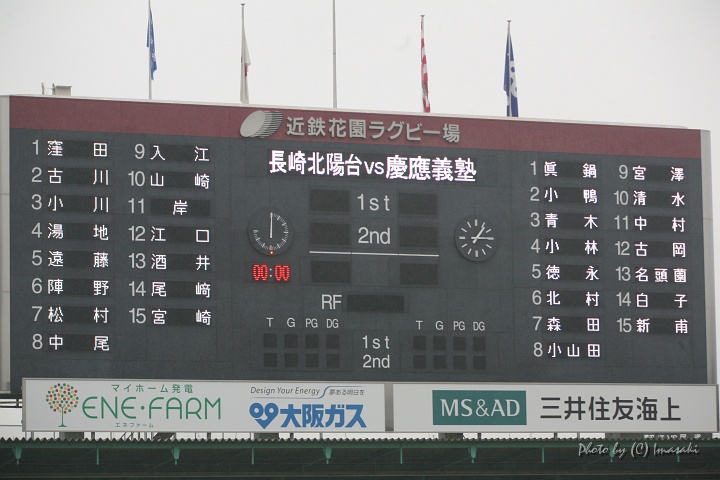 近鉄花園ラグビー場
長崎北陽台vs慶應義塾
1 窪田 9 入江
2 古川 10 山崎
3 小川 11 岸
4 湯地 12 江口
5 遠藤 13 酒井
6 陣野 14 尾﨑
7 松村 15 宮崎
8 中尾
1st
2nd
00:00
RF
T G PG DG T G PG DG
1st
2nd
1 眞鍋 9 宮澤
2 小鴨 10 清水
3 青木 11 中村
4 小林 12 古岡
5 徳永 13 名頭薗
6 北村 14 白子
7 森田 15 新甫
8 小山田
マイホーム発電
ENE·FARM
エネファーム
Design Your Energy 夢ある明日を
大阪ガス
MS&AD 三井住友海上
Photo by (C) Imasaki